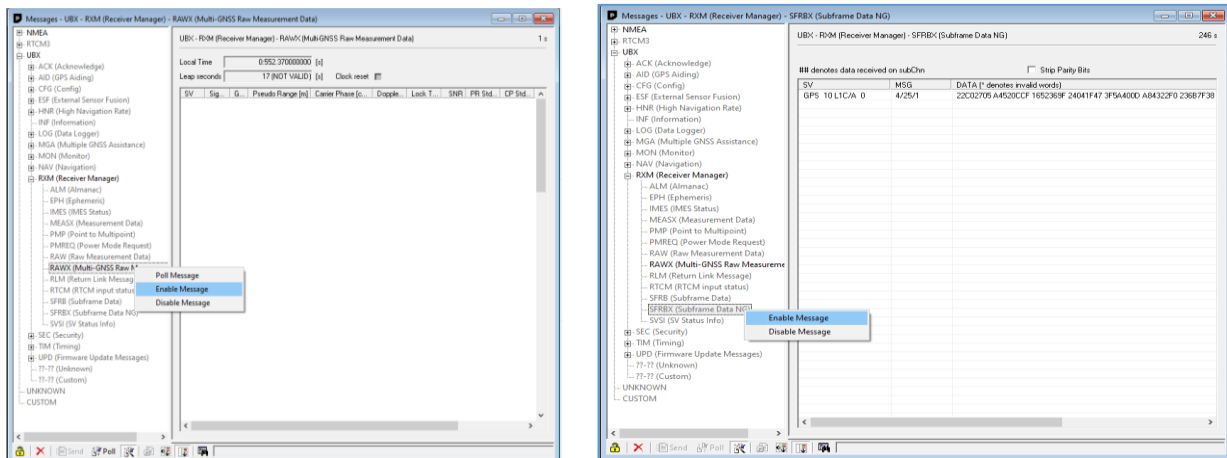 Messages - UBX - RXM (Receiver Manager) - RAWX (Multi-GNSS Raw Measurement Data)
NMEA
RTCM3
UBX
ACK (Acknowledge)
AID (GPS Aiding)
CFG (Config)
ESF (External Sensor Fusion)
HNR (High Navigation Rate)
INF (Information)
LOG (Data Logger)
MGA (Multiple GNSS Assistance)
MON (Monitor)
NAV (Navigation)
RXM (Receiver Manager)
ALM (Almanac)
EPH (Ephemeris)
IMES (IMES Status)
MEASX (Measurement Data)
PMP (Point to Multipoint)
PMREQ (Power Mode Request)
RAW (Raw Measurement Data)
RAWX (Multi-GNSS Raw M
RLM (Return Link Messag
RTCM (RTCM input status
SFRB (Subframe Data)
SFRBX (Subframe Data NG)
SVSI (SV Status Info)
SEC (Security)
TIM (Timing)
UPD (Firmware Update Messages)
??-?? (Unknown)
??-?? (Custom)
UNKNOWN
CUSTOM
Poll Message
Enable Message
Disable Message
UBX - RXM (Receiver Manager) - RAWX (Multi-GNSS Raw Measurement Data) 1 s
Local Time 0:552.370000000 [s]
Leap seconds 17 (NOT VALID) [s] Clock reset
SV Sig... G... Pseudo Range [m] Carrier Phase [c... Dopple... Lock T... SNR PR Std... CP Std...
Send Poll
Messages - UBX - RXM (Receiver Manager) - SFRBX (Subframe Data NG)
NMEA
RTCM3
UBX
ACK (Acknowledge)
AID (GPS Aiding)
CFG (Config)
ESF (External Sensor Fusion)
HNR (High Navigation Rate)
INF (Information)
LOG (Data Logger)
MGA (Multiple GNSS Assistance)
MON (Monitor)
NAV (Navigation)
RXM (Receiver Manager)
ALM (Almanac)
EPH (Ephemeris)
IMES (IMES Status)
MEASX (Measurement Data)
PMP (Point to Multipoint)
PMREQ (Power Mode Request)
RAW (Raw Measurement Data)
RAWX (Multi-GNSS Raw Measureme
RLM (Return Link Message)
RTCM (RTCM input status)
SFRB (Subframe Data)
SFRBX (Subframe Data NG)
SVSI (SV Status Info)
SEC (Security)
TIM (Timing)
UPD (Firmware Update Messages)
??-?? (Unknown)
??-?? (Custom)
UNKNOWN
CUSTOM
Enable Message
Disable Message
UBX - RXM (Receiver Manager) - SFRBX (Subframe Data NG) 246 s
## denotes data received on subChn Strip Parity Bits
SV MSG DATA (* denotes invalid words)
GPS 10 L1C/A 0 4/25/1 22C02705 A4520CCF 1652369F 24041F47 3F5A400D A84322F0 236B7F38
Send Poll